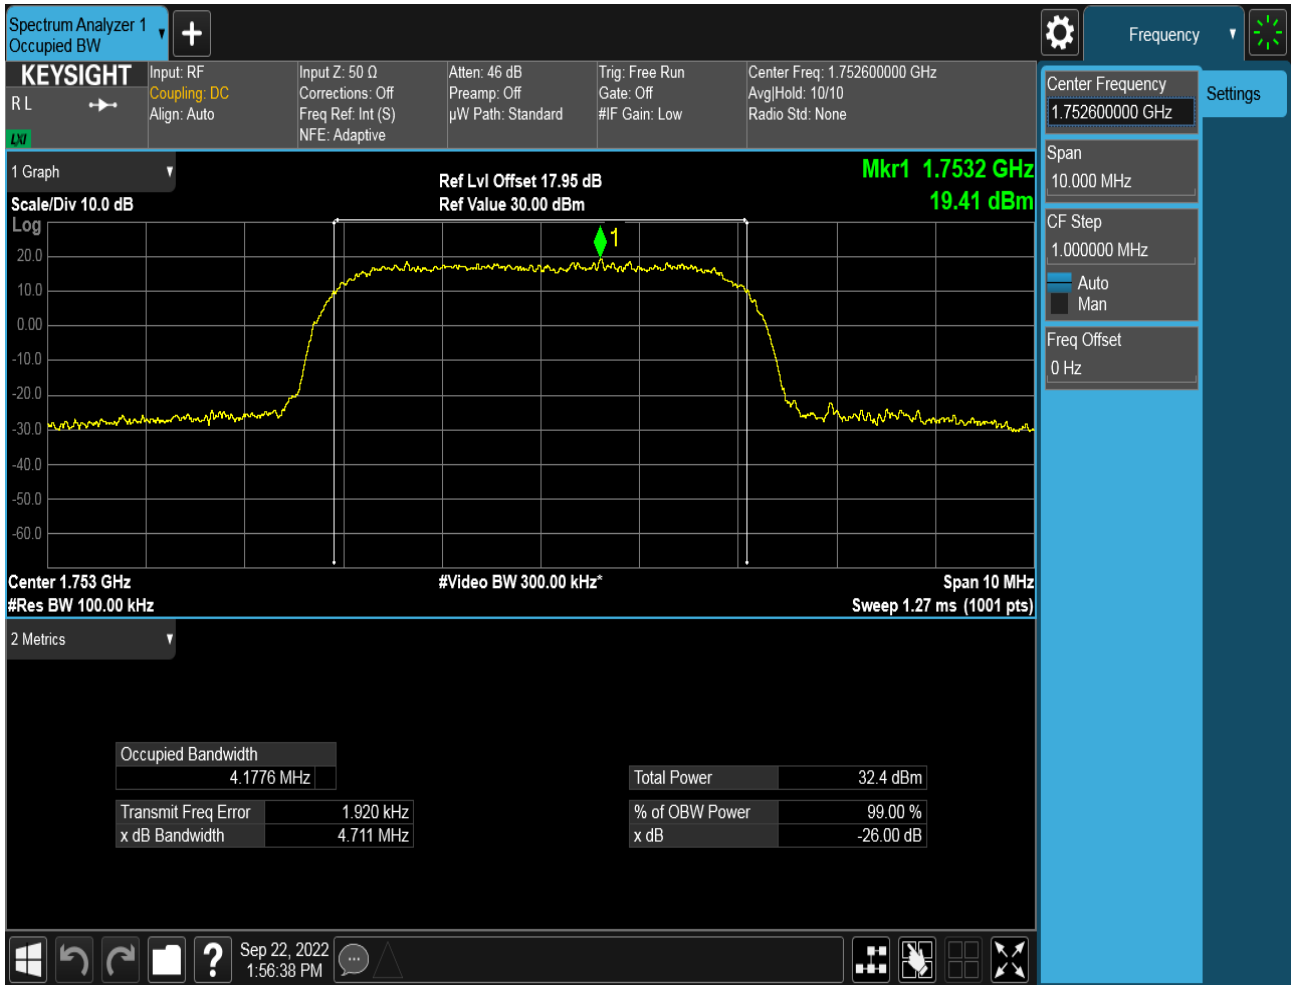 Spectrum Analyzer 1
Occupied BW
Frequency
KEYSIGHT
R L
LXI
Input: RF
Coupling: DC
Align: Auto
Input Z: 50 Ω
Corrections: Off
Freq Ref: Int (S)
NFE: Adaptive
Atten: 46 dB
Preamp: Off
µW Path: Standard
Trig: Free Run
Gate: Off
#IF Gain: Low
Center Freq: 1.752600000 GHz
Avg|Hold: 10/10
Radio Std: None
Center Frequency
1.752600000 GHz
Settings
Span
10.000 MHz
CF Step
1.000000 MHz
Auto
Man
Freq Offset
0 Hz
1 Graph
Ref Lvl Offset 17.95 dB
Mkr1 1.7532 GHz
Scale/Div 10.0 dB
Ref Value 30.00 dBm
19.41 dBm
Log
1
20.0
10.0
0.00
-10.0
-20.0
-30.0
-40.0
-50.0
-60.0
Center 1.753 GHz
#Video BW 300.00 kHz*
Span 10 MHz
#Res BW 100.00 kHz
Sweep 1.27 ms (1001 pts)
2 Metrics
Occupied Bandwidth
4.1776 MHz
Total Power 32.4 dBm
Transmit Freq Error 1.920 kHz
% of OBW Power 99.00 %
x dB Bandwidth 4.711 MHz
x dB -26.00 dB
?
Sep 22, 2022
1:56:38 PM